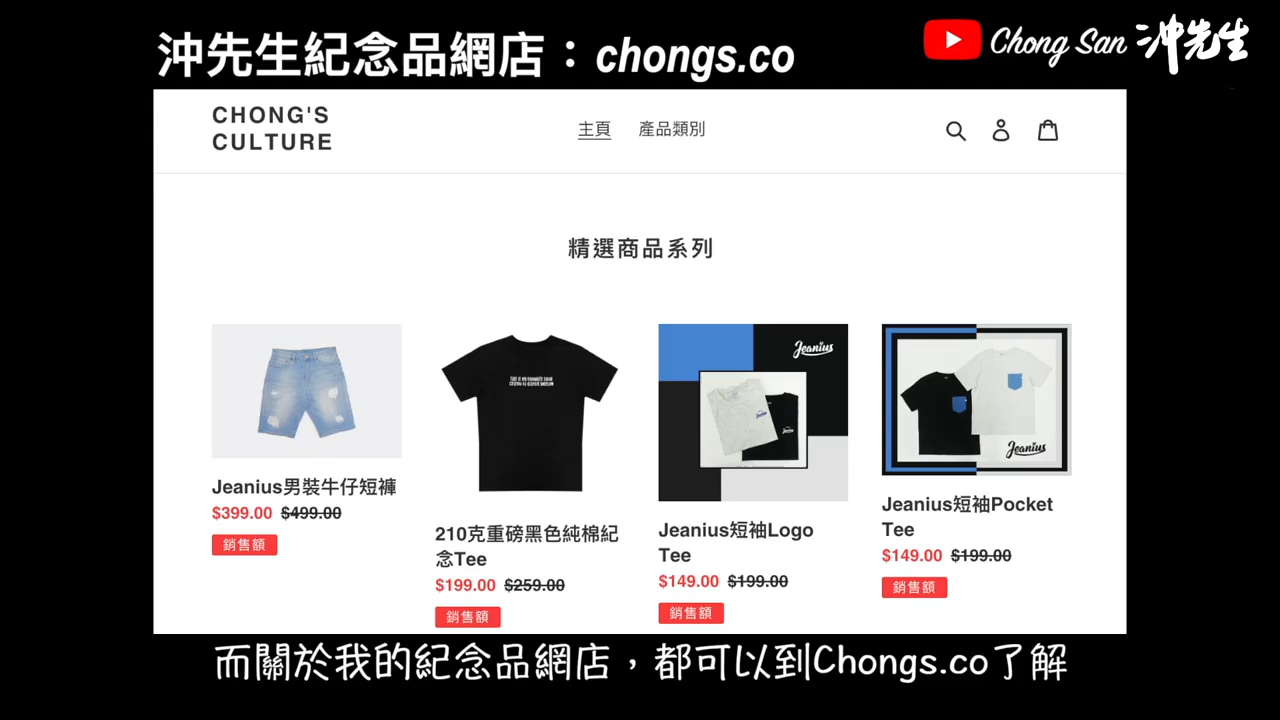 沖先生紀念品網店：chongs.co
Chong San 沖先生
CHONG'S
CULTURE
主頁 產品類別
精選商品系列
Jeanius男裝牛仔短褲
$399.00 $499.00
銷售額
210克重磅黑色純棉紀
念Tee
$199.00 $259.00
銷售額
Jeanius
Jeanius短袖Logo
Tee
$149.00 $199.00
銷售額
Jeanius
Jeanius短袖Pocket
Tee
$149.00 $199.00
銷售額
而關於我的紀念品網店，都可以到Chongs.co了解